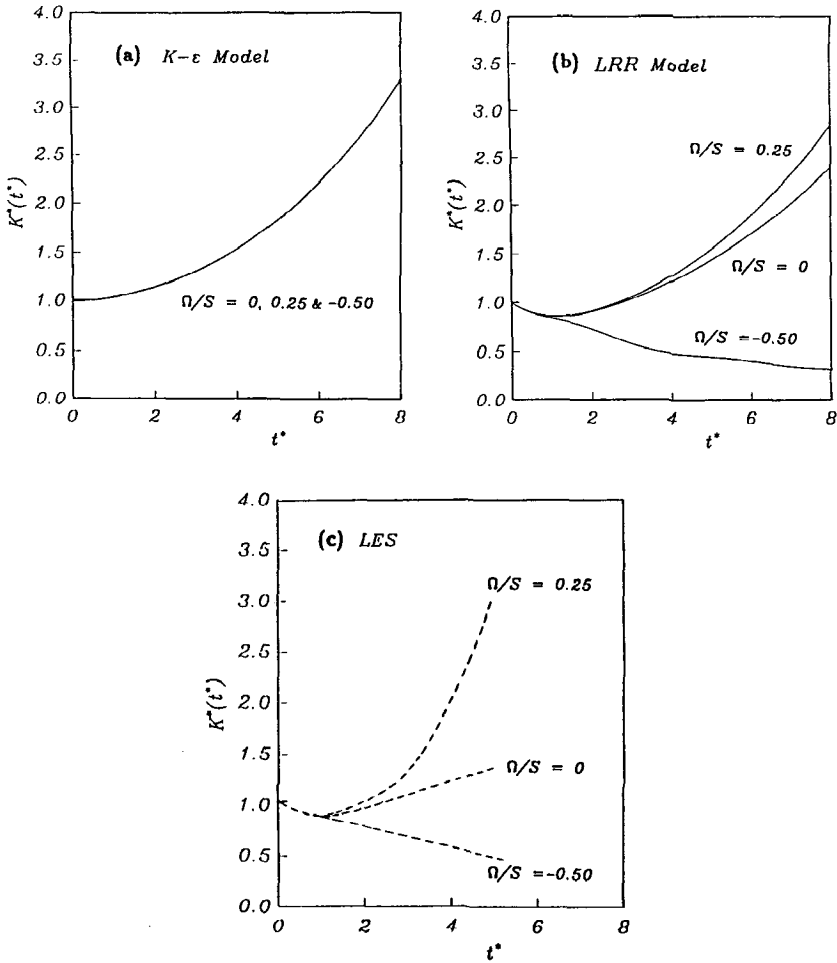 (a) K-ε Model
K*(t*)
4.0
3.5
3.0
2.5
2.0
1.5
1.0
0.5
0.0
Ω/S = 0, 0.25 & -0.50
0 2 4 6 8
t*
(b) LRR Model
K*(t*)
4.0
3.5
3.0
2.5
2.0
1.5
1.0
0.5
0.0
Ω/S = 0.25
Ω/S = 0
Ω/S =-0.50
0 2 4 6 8
t*
(c) LES
K*(t*)
4.0
3.5
3.0
2.5
2.0
1.5
1.0
0.5
0.0
Ω/S = 0.25
Ω/S = 0
Ω/S =-0.50
0 2 4 6 8
t*